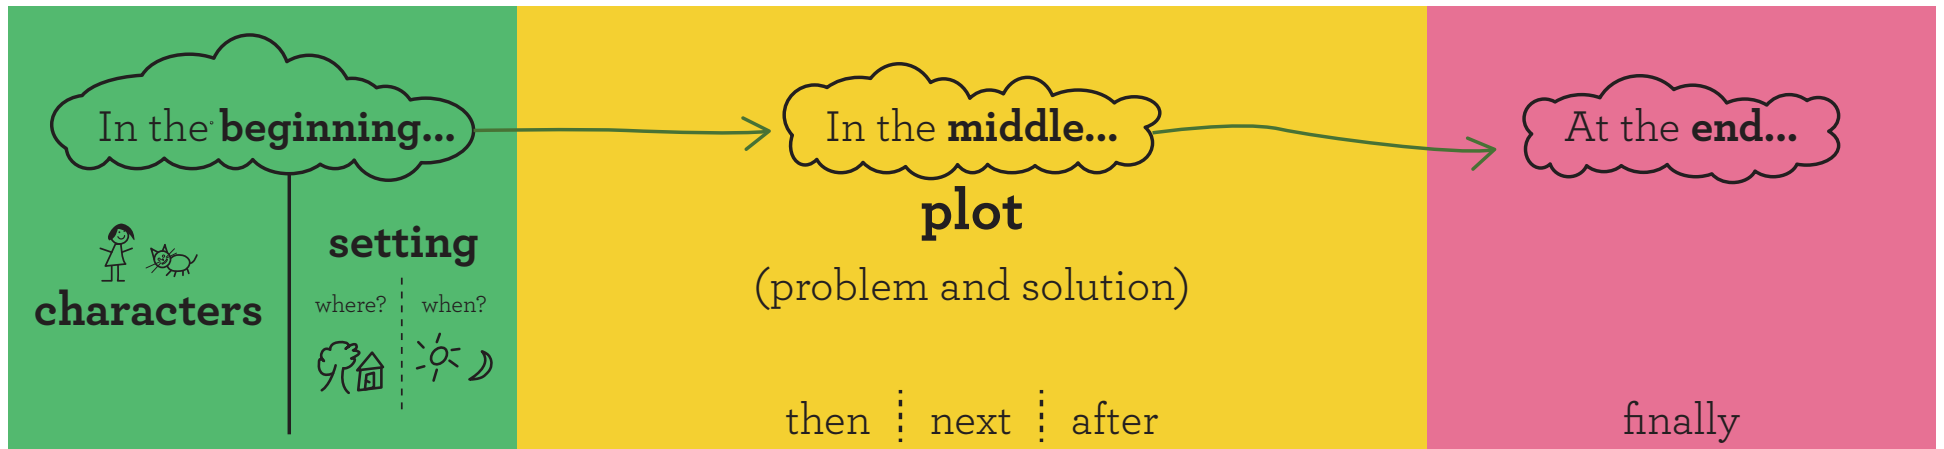 In the beginning...
characters
setting
where?
when?
In the middle...
plot
(problem and solution)
then
next
after
At the end...
finally